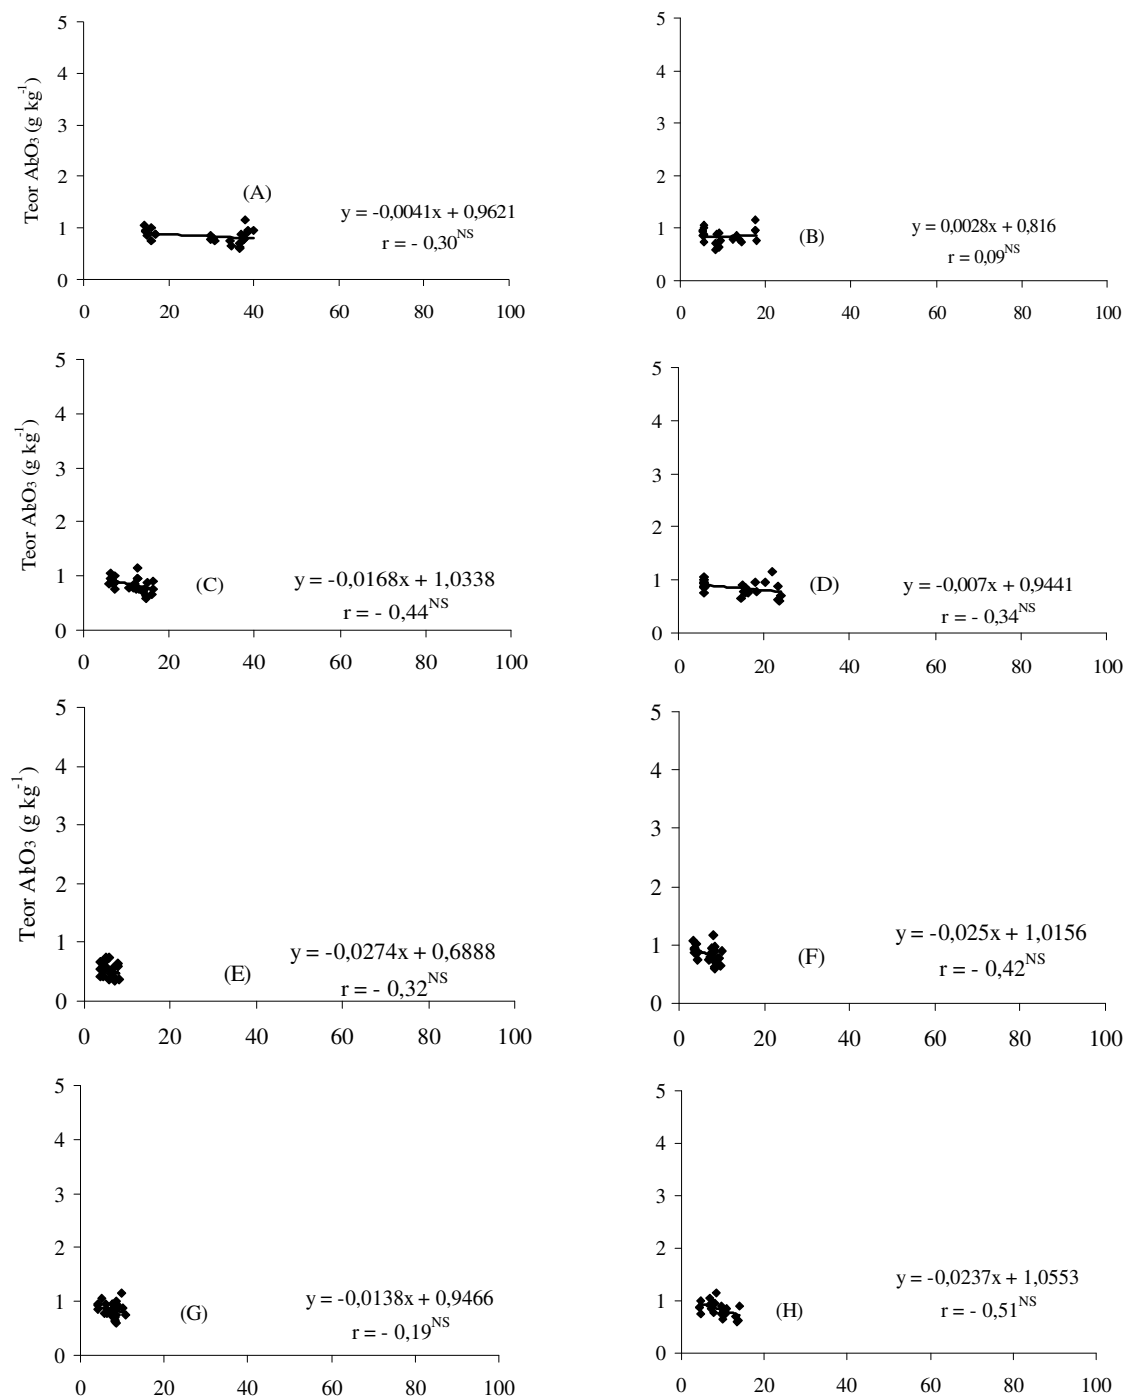 5
4
3
2
1
0
Teor Al2O3 (g kg-1)
(A)
y = -0,0041x + 0,9621
r = - 0,30NS
0 20 40 60 80 100
5
4
3
2
1
0
(B)
y = 0,0028x + 0,816
r = 0,09NS
0 20 40 60 80 100
5
4
3
2
1
0
Teor Al2O3 (g kg-1)
(C)
y = -0,0168x + 1,0338
r = - 0,44NS
0 20 40 60 80 100
5
4
3
2
1
0
(D)
y = -0,007x + 0,9441
r = - 0,34NS
0 20 40 60 80 100
5
4
3
2
1
0
Teor Al2O3 (g kg-1)
(E)
y = -0,0274x + 0,6888
r = - 0,32NS
0 20 40 60 80 100
5
4
3
2
1
0
(F)
y = -0,025x + 1,0156
r = - 0,42NS
0 20 40 60 80 100
5
4
3
2
1
0
(G)
y = -0,0138x + 0,9466
r = - 0,19NS
0 20 40 60 80 100
5
4
3
2
1
0
(H)
y = -0,0237x + 1,0553
r = - 0,51NS
0 20 40 60 80 100